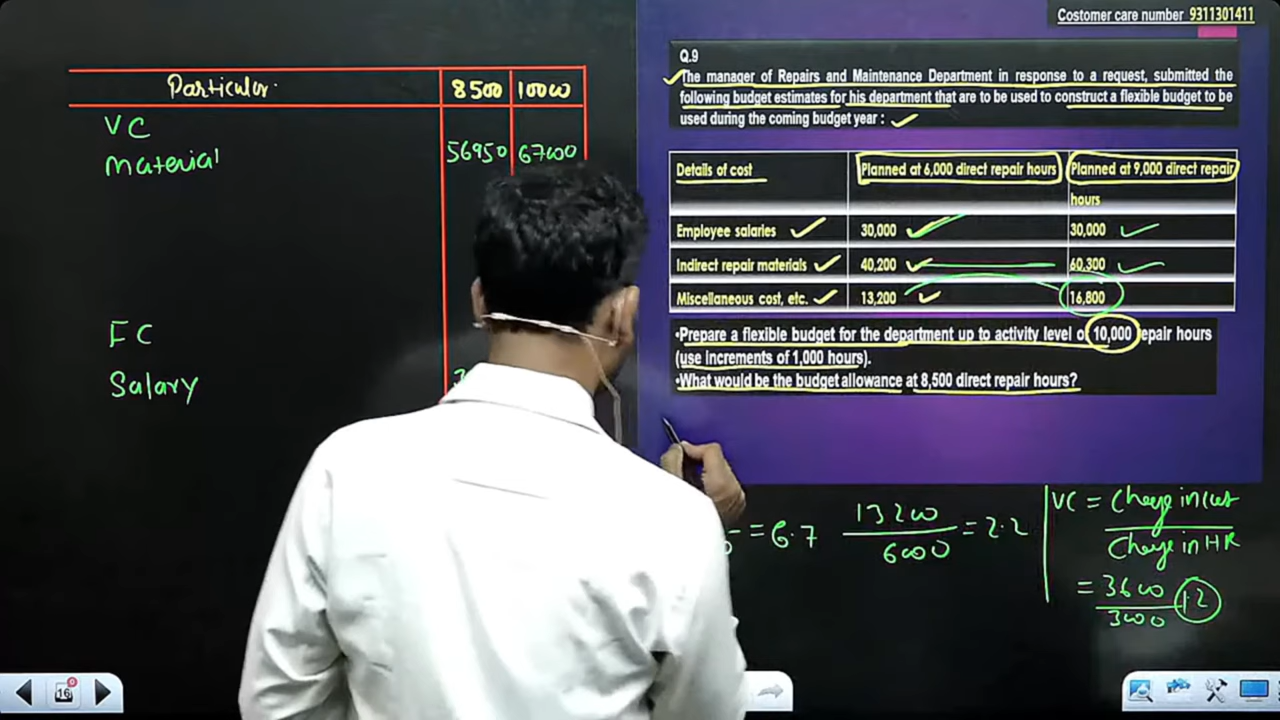 Costomer care number 9311301411
Particular. 8500 10000
VC
Material 56950 67000
FC
Salary
Q.9
The manager of Repairs and Maintenance Department in response to a request, submitted the
following budget estimates for his department that are to be used to construct a flexible budget to be
used during the coming budget year :
Details of cost Planned at 6,000 direct repair hours Planned at 9,000 direct repair
hours
Employee salaries 30,000 30,000
Indirect repair materials 40,200 60,300
Miscellaneous cost, etc. 13,200 16,800
•Prepare a flexible budget for the department up to activity level of 10,000 repair hours
(use increments of 1,000 hours).
•What would be the budget allowance at 8,500 direct repair hours?
= 6.7 13200
6000 = 2.2
VC = Change in Cost
Change in HR
= 3600
3000 1.2
16